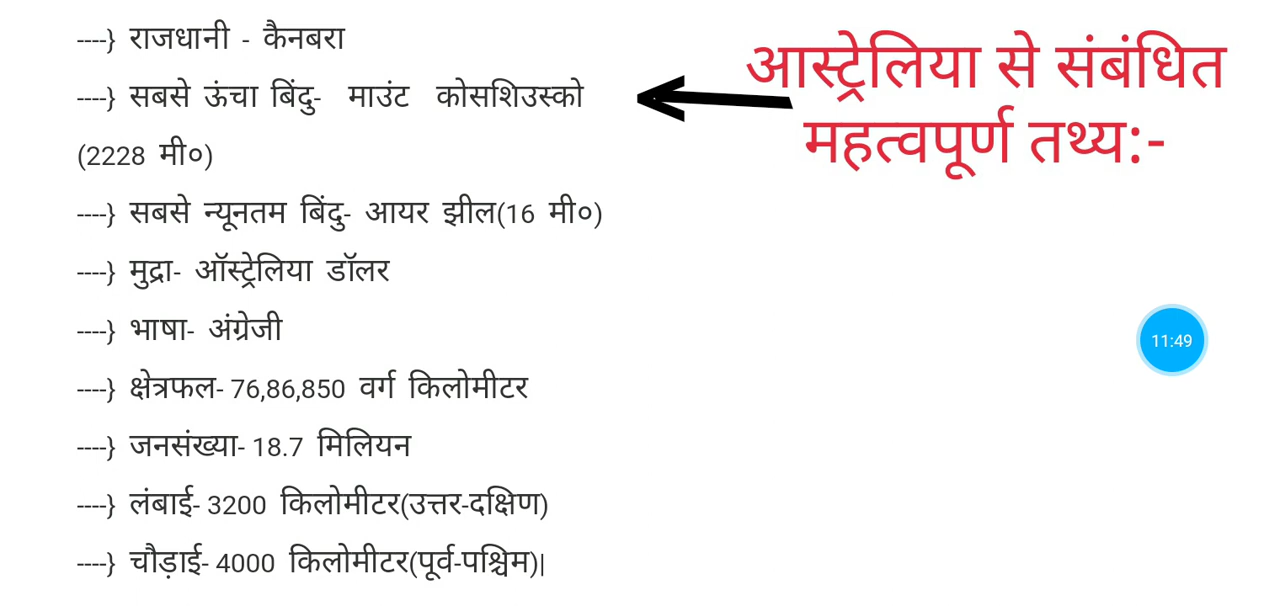 ----} राजधानी - कैनबरा
----} सबसे ऊंचा बिंदु- माउंट कोसशिउस्को
(2228 मी०)
----} सबसे न्यूनतम बिंदु- आयर झील(16 मी०)
----} मुद्रा- ऑस्ट्रेलिया डॉलर
----} भाषा- अंग्रेजी
----} क्षेत्रफल- 76,86,850 वर्ग किलोमीटर
----} जनसंख्या- 18.7 मिलियन
----} लंबाई- 3200 किलोमीटर(उत्तर-दक्षिण)
----} चौड़ाई- 4000 किलोमीटर(पूर्व-पश्चिम)|
आस्ट्रेलिया से संबंधित
महत्वपूर्ण तथ्य:-
11:49